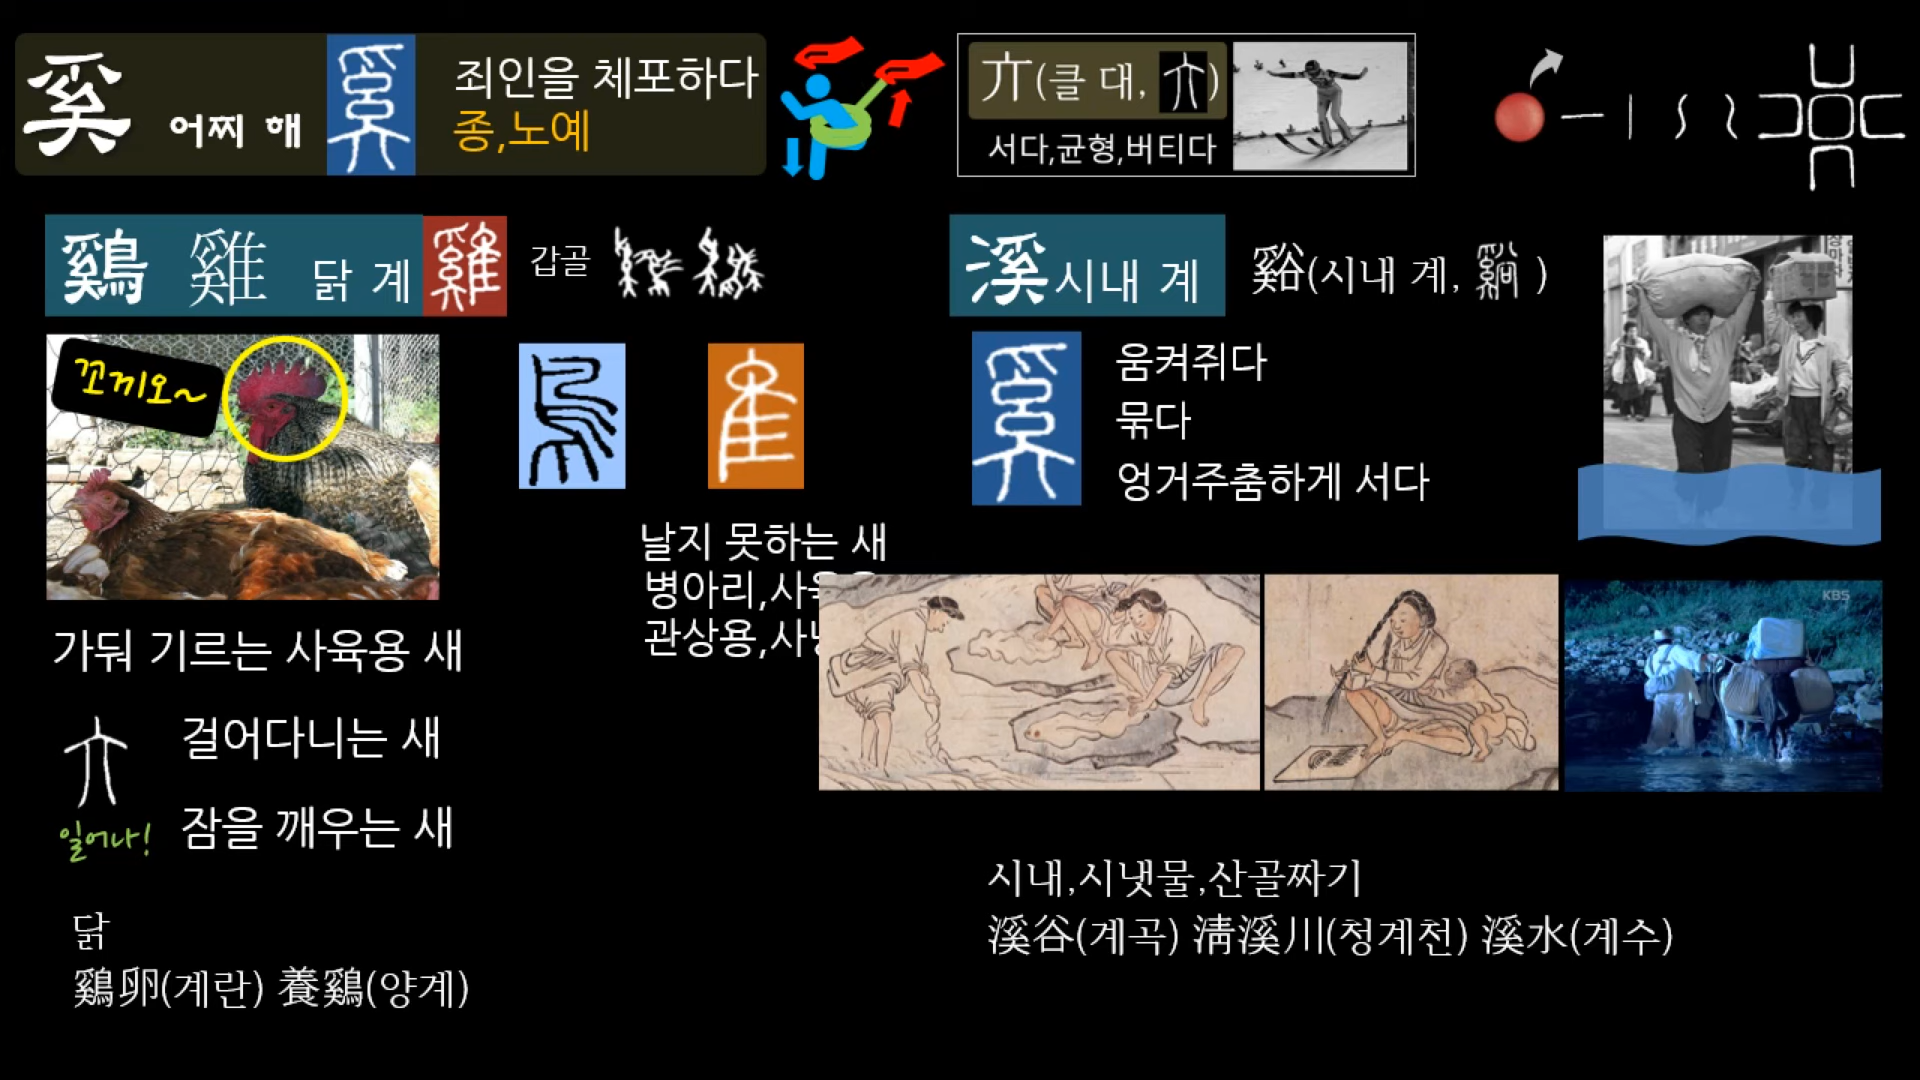 奚 어찌 해
죄인을 체포하다
종,노예
亣(클 대, 亣)
서다,균형,버티다
鷄 雞 닭 계 雞
갑골
꼬끼오~
가둬 기르는 사육용 새
걸어다니는 새
일어나!
잠을 깨우는 새
닭
鷄卵(계란) 養鷄(양계)
날지 못하는 새
병아리,사육용
관상용,사냥
溪 시내 계
谿(시내 계, 谿 )
움켜쥐다
묶다
엉거주춤하게 서다
KBS
시내,시냇물,산골짜기
溪谷(계곡) 淸溪川(청계천) 溪水(계수)